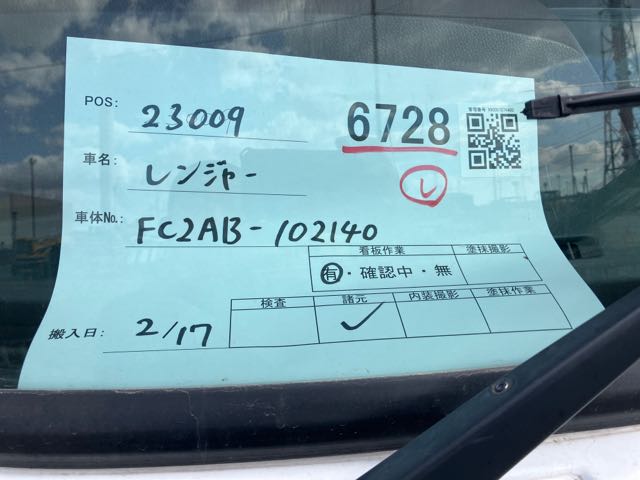 POS: 23009 6728
車名: レンジャー
レ
車体No.: FC2AB-102140
看板作業 塗抹撮影
有・確認中・無
検査 諸元 内装撮影 塗抹作業
搬入日: 2/17 ✓